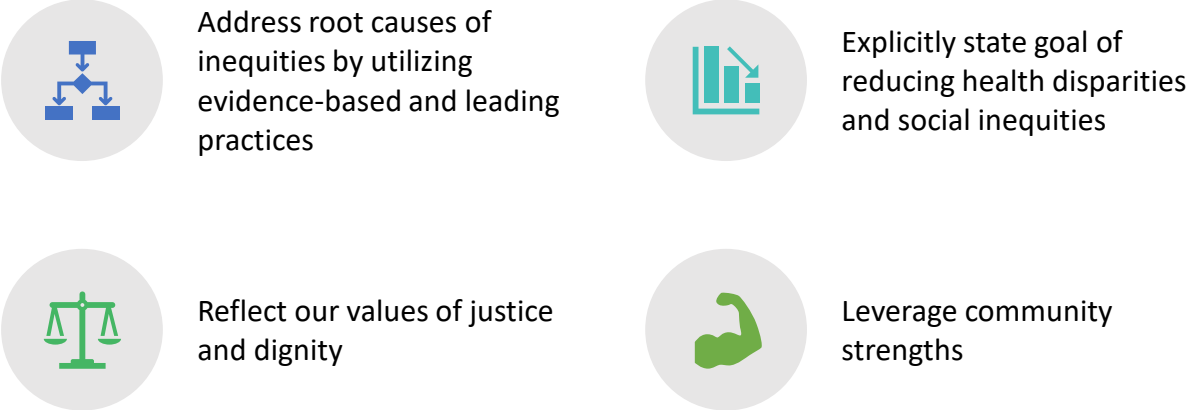 Address root causes of
inequities by utilizing
evidence-based and leading
practices
Explicitly state goal of
reducing health disparities
and social inequities
Reflect our values of justice
and dignity
Leverage community
strengths